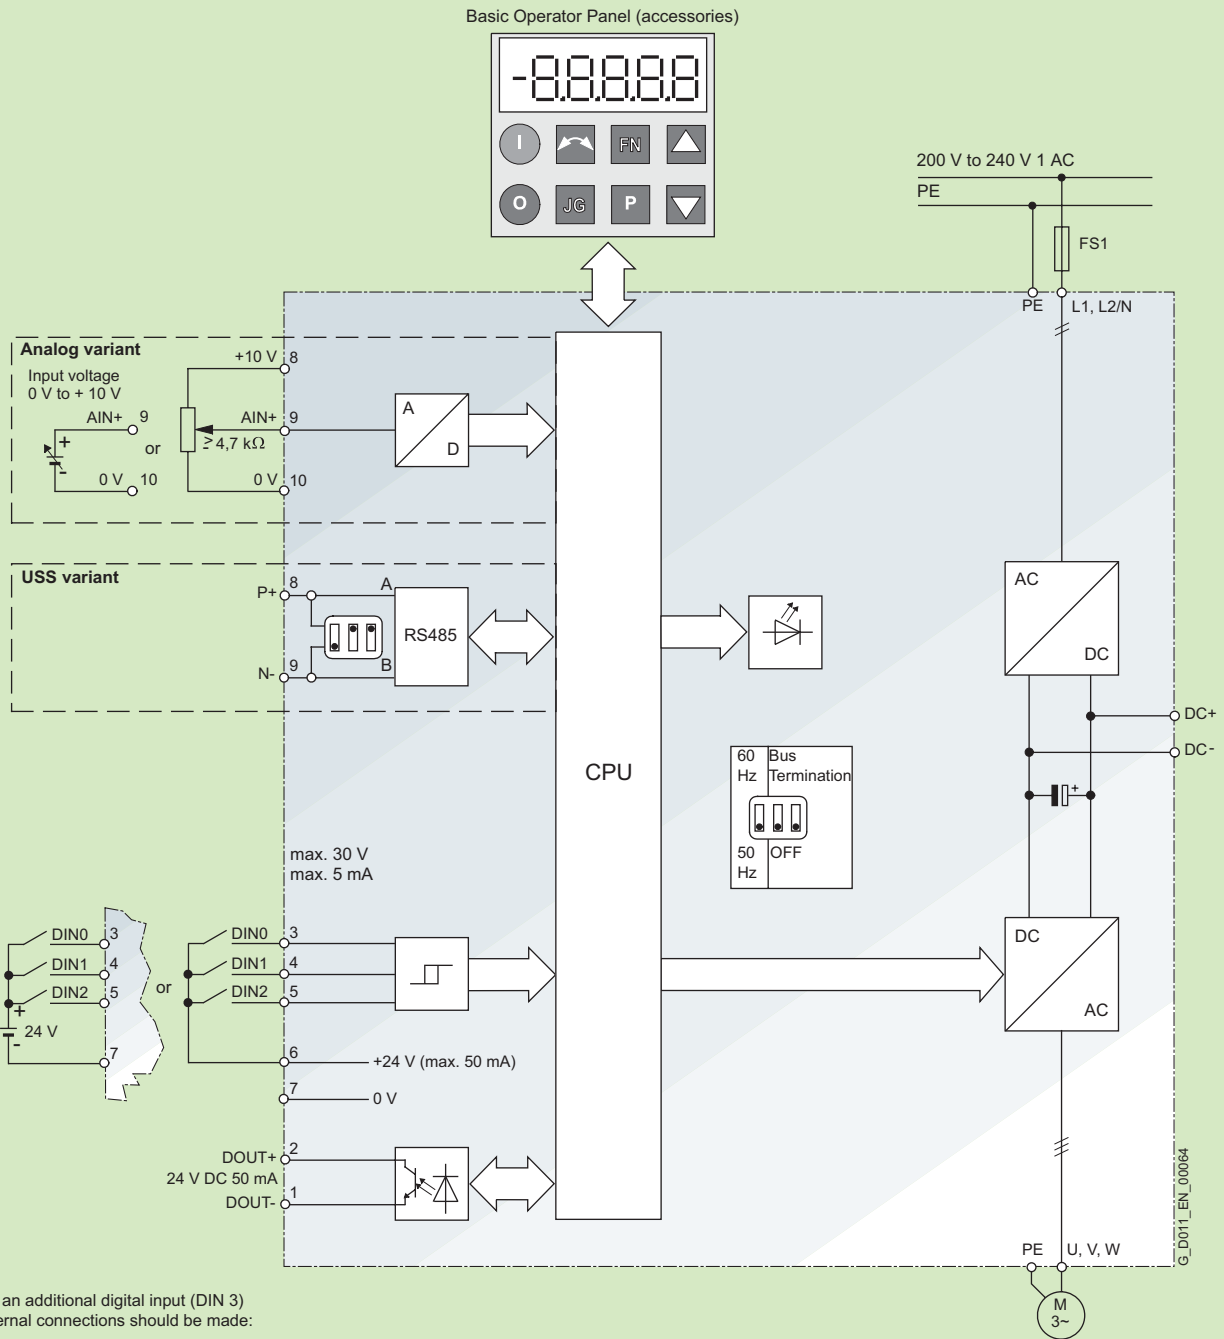 Basic Operator Panel (accessories)
-8.8.8.8.8
I
FN
O
JG
P
200 V to 240 V 1 AC
PE
FS1
PE
L1, L2/N
Analog variant
Input voltage
0 V to + 10 V
AIN+ 9
+
-
0 V 10
or
+10 V 8
AIN+ 9
≥ 4,7 kΩ
0 V 10
A
D
USS variant
P+ 8
A
RS485
N- 9
B
CPU
AC
DC
DC+
DC-
+
60 Hz
Bus Termination
50 Hz
OFF
max. 30 V
max. 5 mA
DIN0 3
DIN1 4
DIN2 5
+
24 V
-
7
or
DIN0 3
DIN1 4
DIN2 5
6
+24 V (max. 50 mA)
7
0 V
DC
AC
DOUT+ 2
24 V DC 50 mA
DOUT- 1
G_D011_EN_00064
PE
U, V, W
M
3~
an additional digital input (DIN 3)
ernal connections should be made: